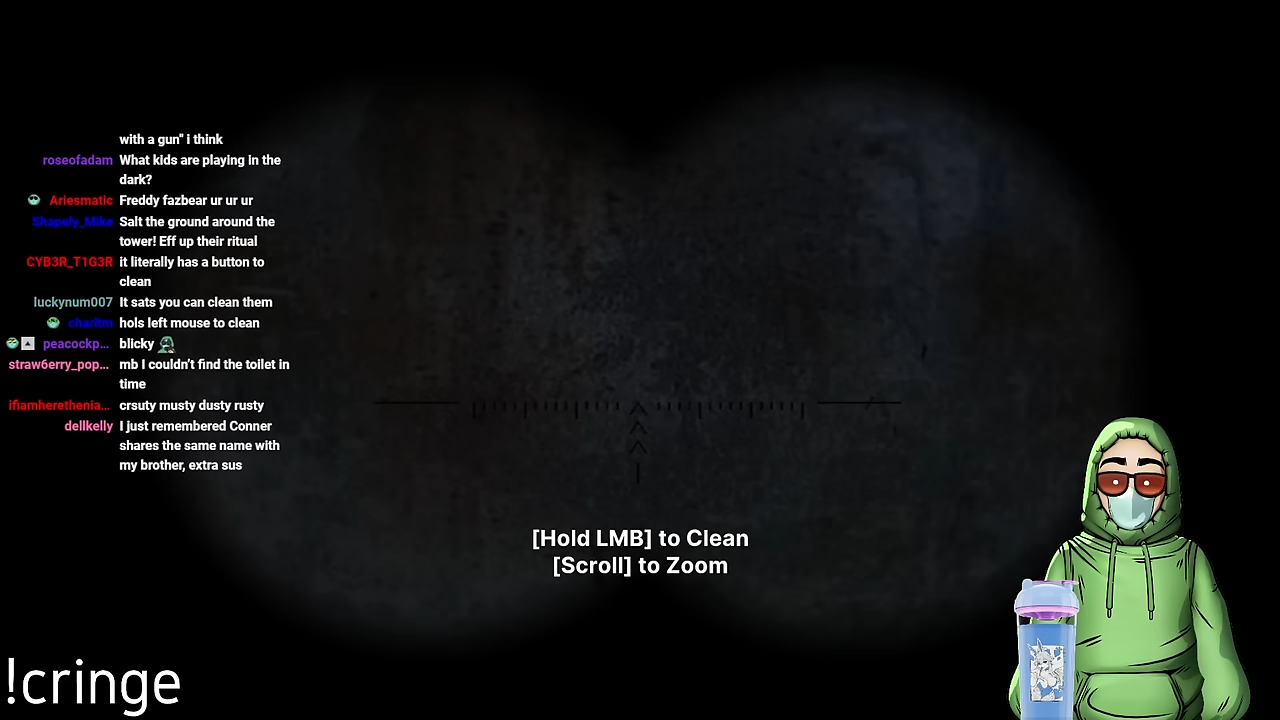 with a gun" i think
roseofadam What kids are playing in the
dark?
Ariesmatic Freddy fazbear ur ur ur
Shapely_Mike Salt the ground around the
tower! Eff up their ritual
CYB3R_T1G3R it literally has a button to
clean
luckynum007 It sats you can clean them
charitm hols left mouse to clean
peacockp... blicky
straw6erry_pop... mb I couldn’t find the toilet in
time
ifiamherethenia... crsuty musty dusty rusty
dellkelly I just remembered Conner
shares the same name with
my brother, extra sus
[Hold LMB] to Clean
[Scroll] to Zoom
!cringe